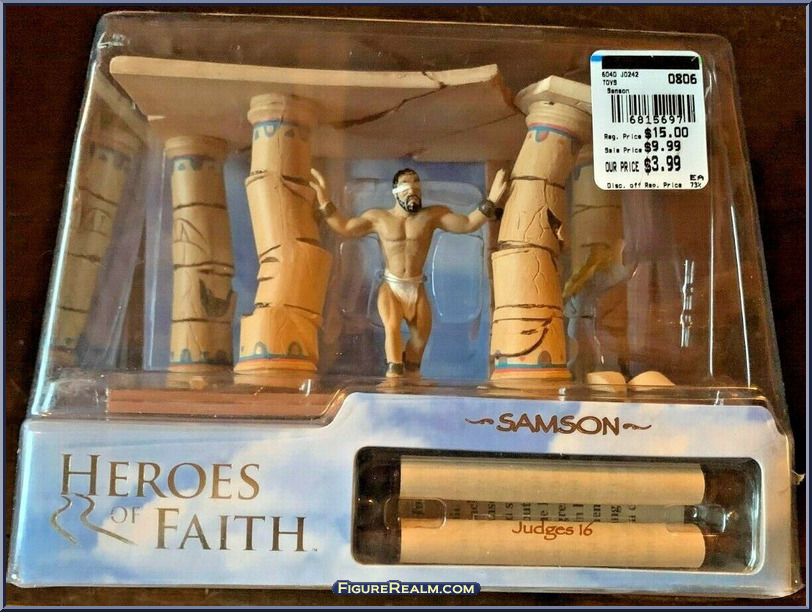 6040 J0242
0806
TOYS
Samson
6815697
Reg. Price $15.00
Sale Price $9.99
OUR PRICE $3.99
EA
Disc. off Reg. Price 73%
~SAMSON~
HEROES
OF FAITH™
Judges 16
FIGUREREALM.COM